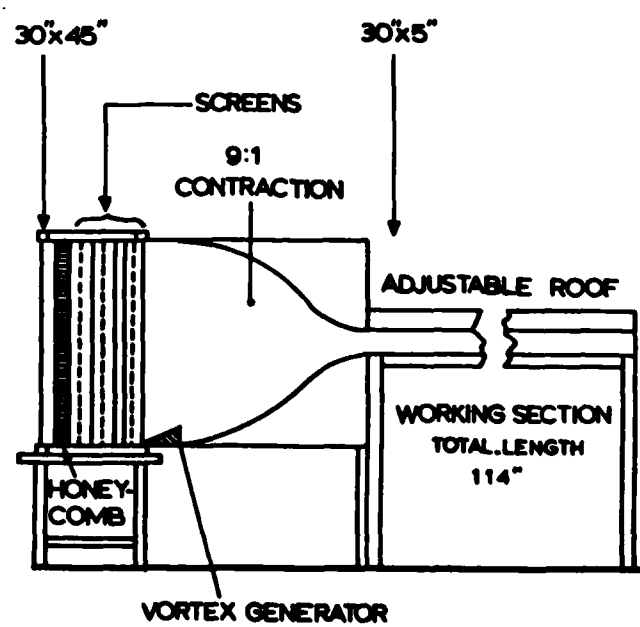 30"x45"
30"x5"
SCREENS
9:1
CONTRACTION
ADJUSTABLE ROOF
WORKING SECTION
TOTAL.LENGTH
114"
HONEY-
COMB
VORTEX GENERATOR